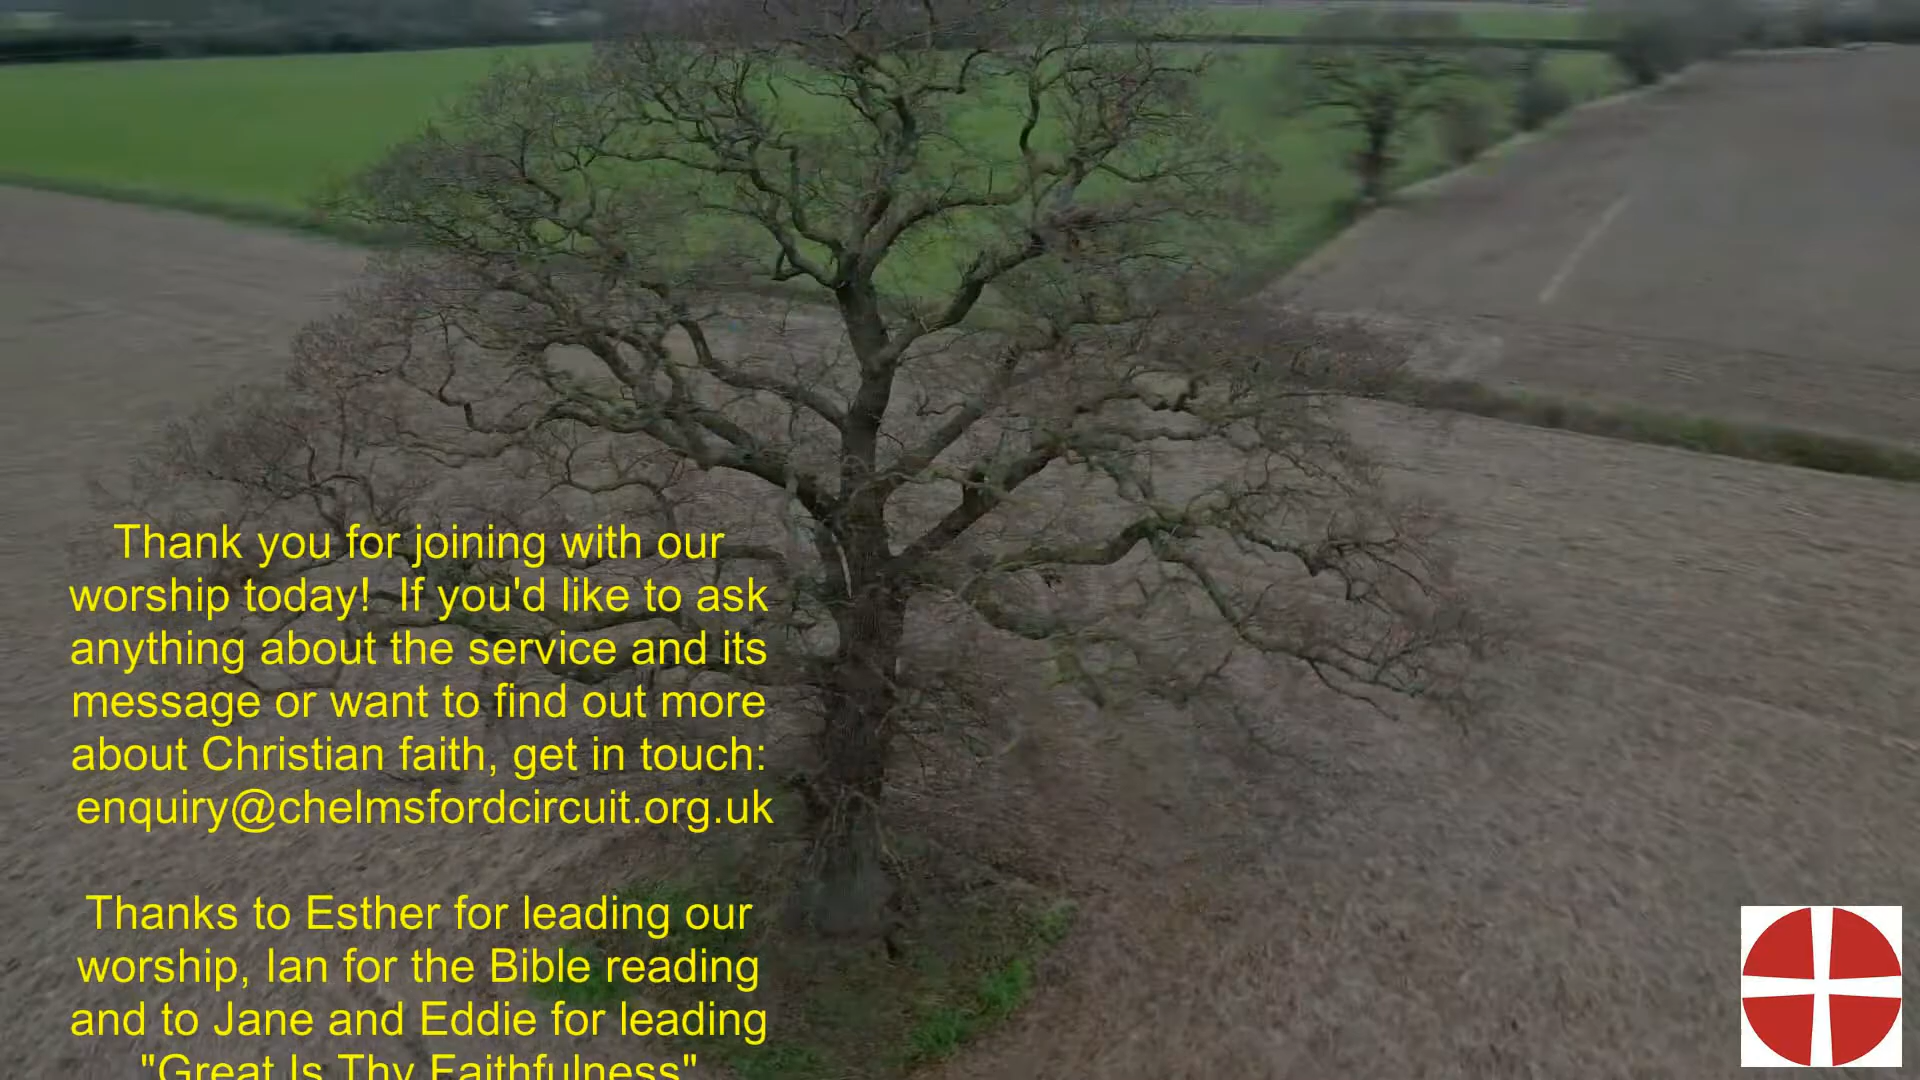 Thank you for joining with our
worship today!  If you'd like to ask
anything about the service and its
message or want to find out more
about Christian faith, get in touch:
enquiry@chelmsfordcircuit.org.uk
Thanks to Esther for leading our
worship, Ian for the Bible reading
and to Jane and Eddie for leading
"Great Is Thy Faithfulness"